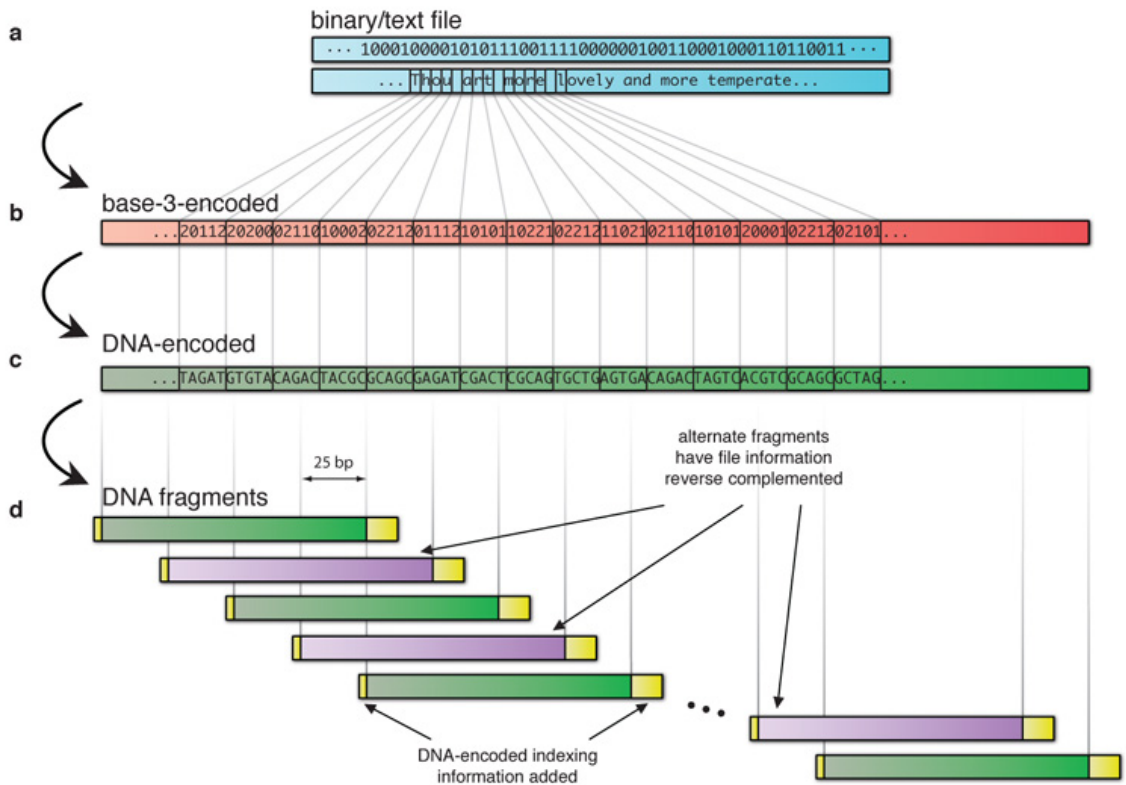 a
binary/text file
··· 1000100001010111001111000000100110001000110110011 ···
...Thou art more lovely and more temperate...
b
base-3-encoded
...201122020002110100020221201112101011022102212110210211010101200010221202101...
c
DNA-encoded
...TAGATGTGTACAGACTACGCGCAGCGAGATCGACTCGCAGTGCTGAGTGACAGACTAGTCACGTCGCAGCGCTAG...
alternate fragments
have file information
reverse complemented
25 bp
d
DNA fragments
DNA-encoded indexing
information added